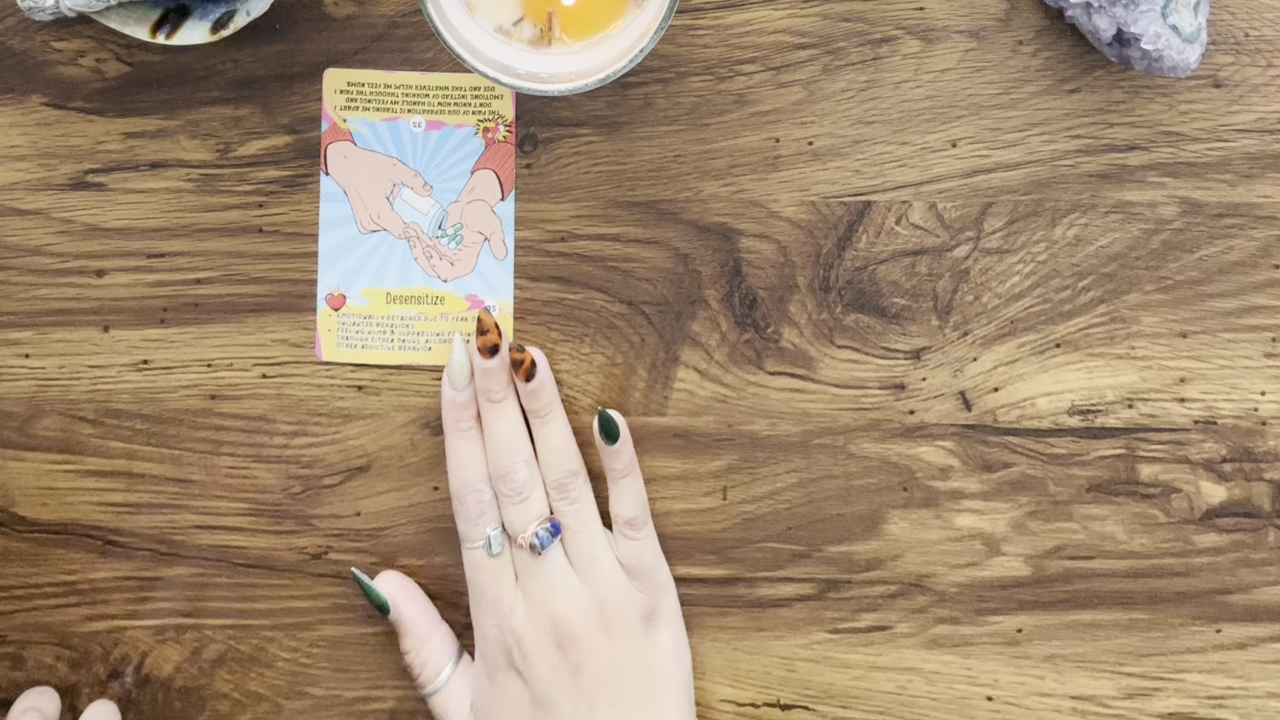 THE PAIN OF OUR SEPARATION IS TEARING ME APART I
DON'T KNOW HOW TO HANDLE MY FEELINGS AND
EMOTIONS. INSTEAD OF WORKING THROUGH THE PAIN I
USE AND TAKE WHATEVER HELPS ME FEEL NUMB.
35
Desensitize
35
• EMOTIONALLY DETACHED DUE TO FEAR O
UNWANTED BEHAVIORS
• FEELING NUMB & SUPPRESSING
THROUGH EITHER DRUGS, ALCOHOL
OTHER ADDICTIVE BEHAVIOR